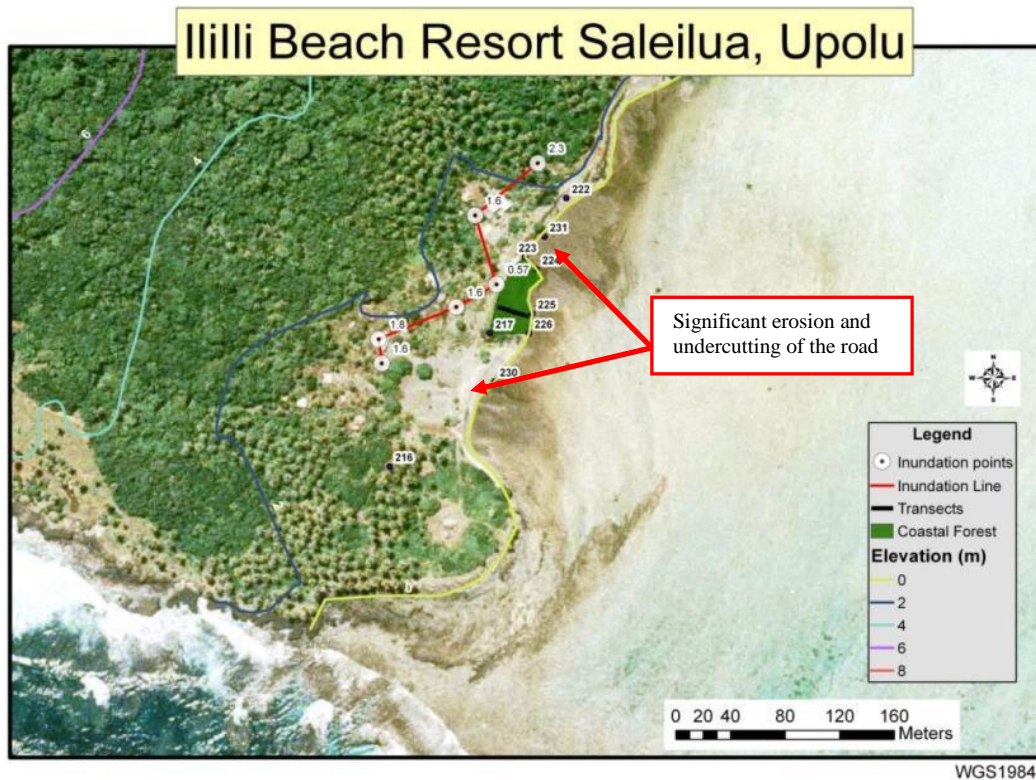 Ililli Beach Resort Saleilua, Upolu
6
4
2.3
222
1.6
231
223
224
0.57
1.6
225
217
226
1.8
1.6
230
216
0
Significant erosion and
undercutting of the road
N
W
E
S
Legend
Inundation points
Inundation Line
Transects
Coastal Forest
Elevation (m)
0
2
4
6
8
0 20 40 80 120 160
Meters
WGS1984